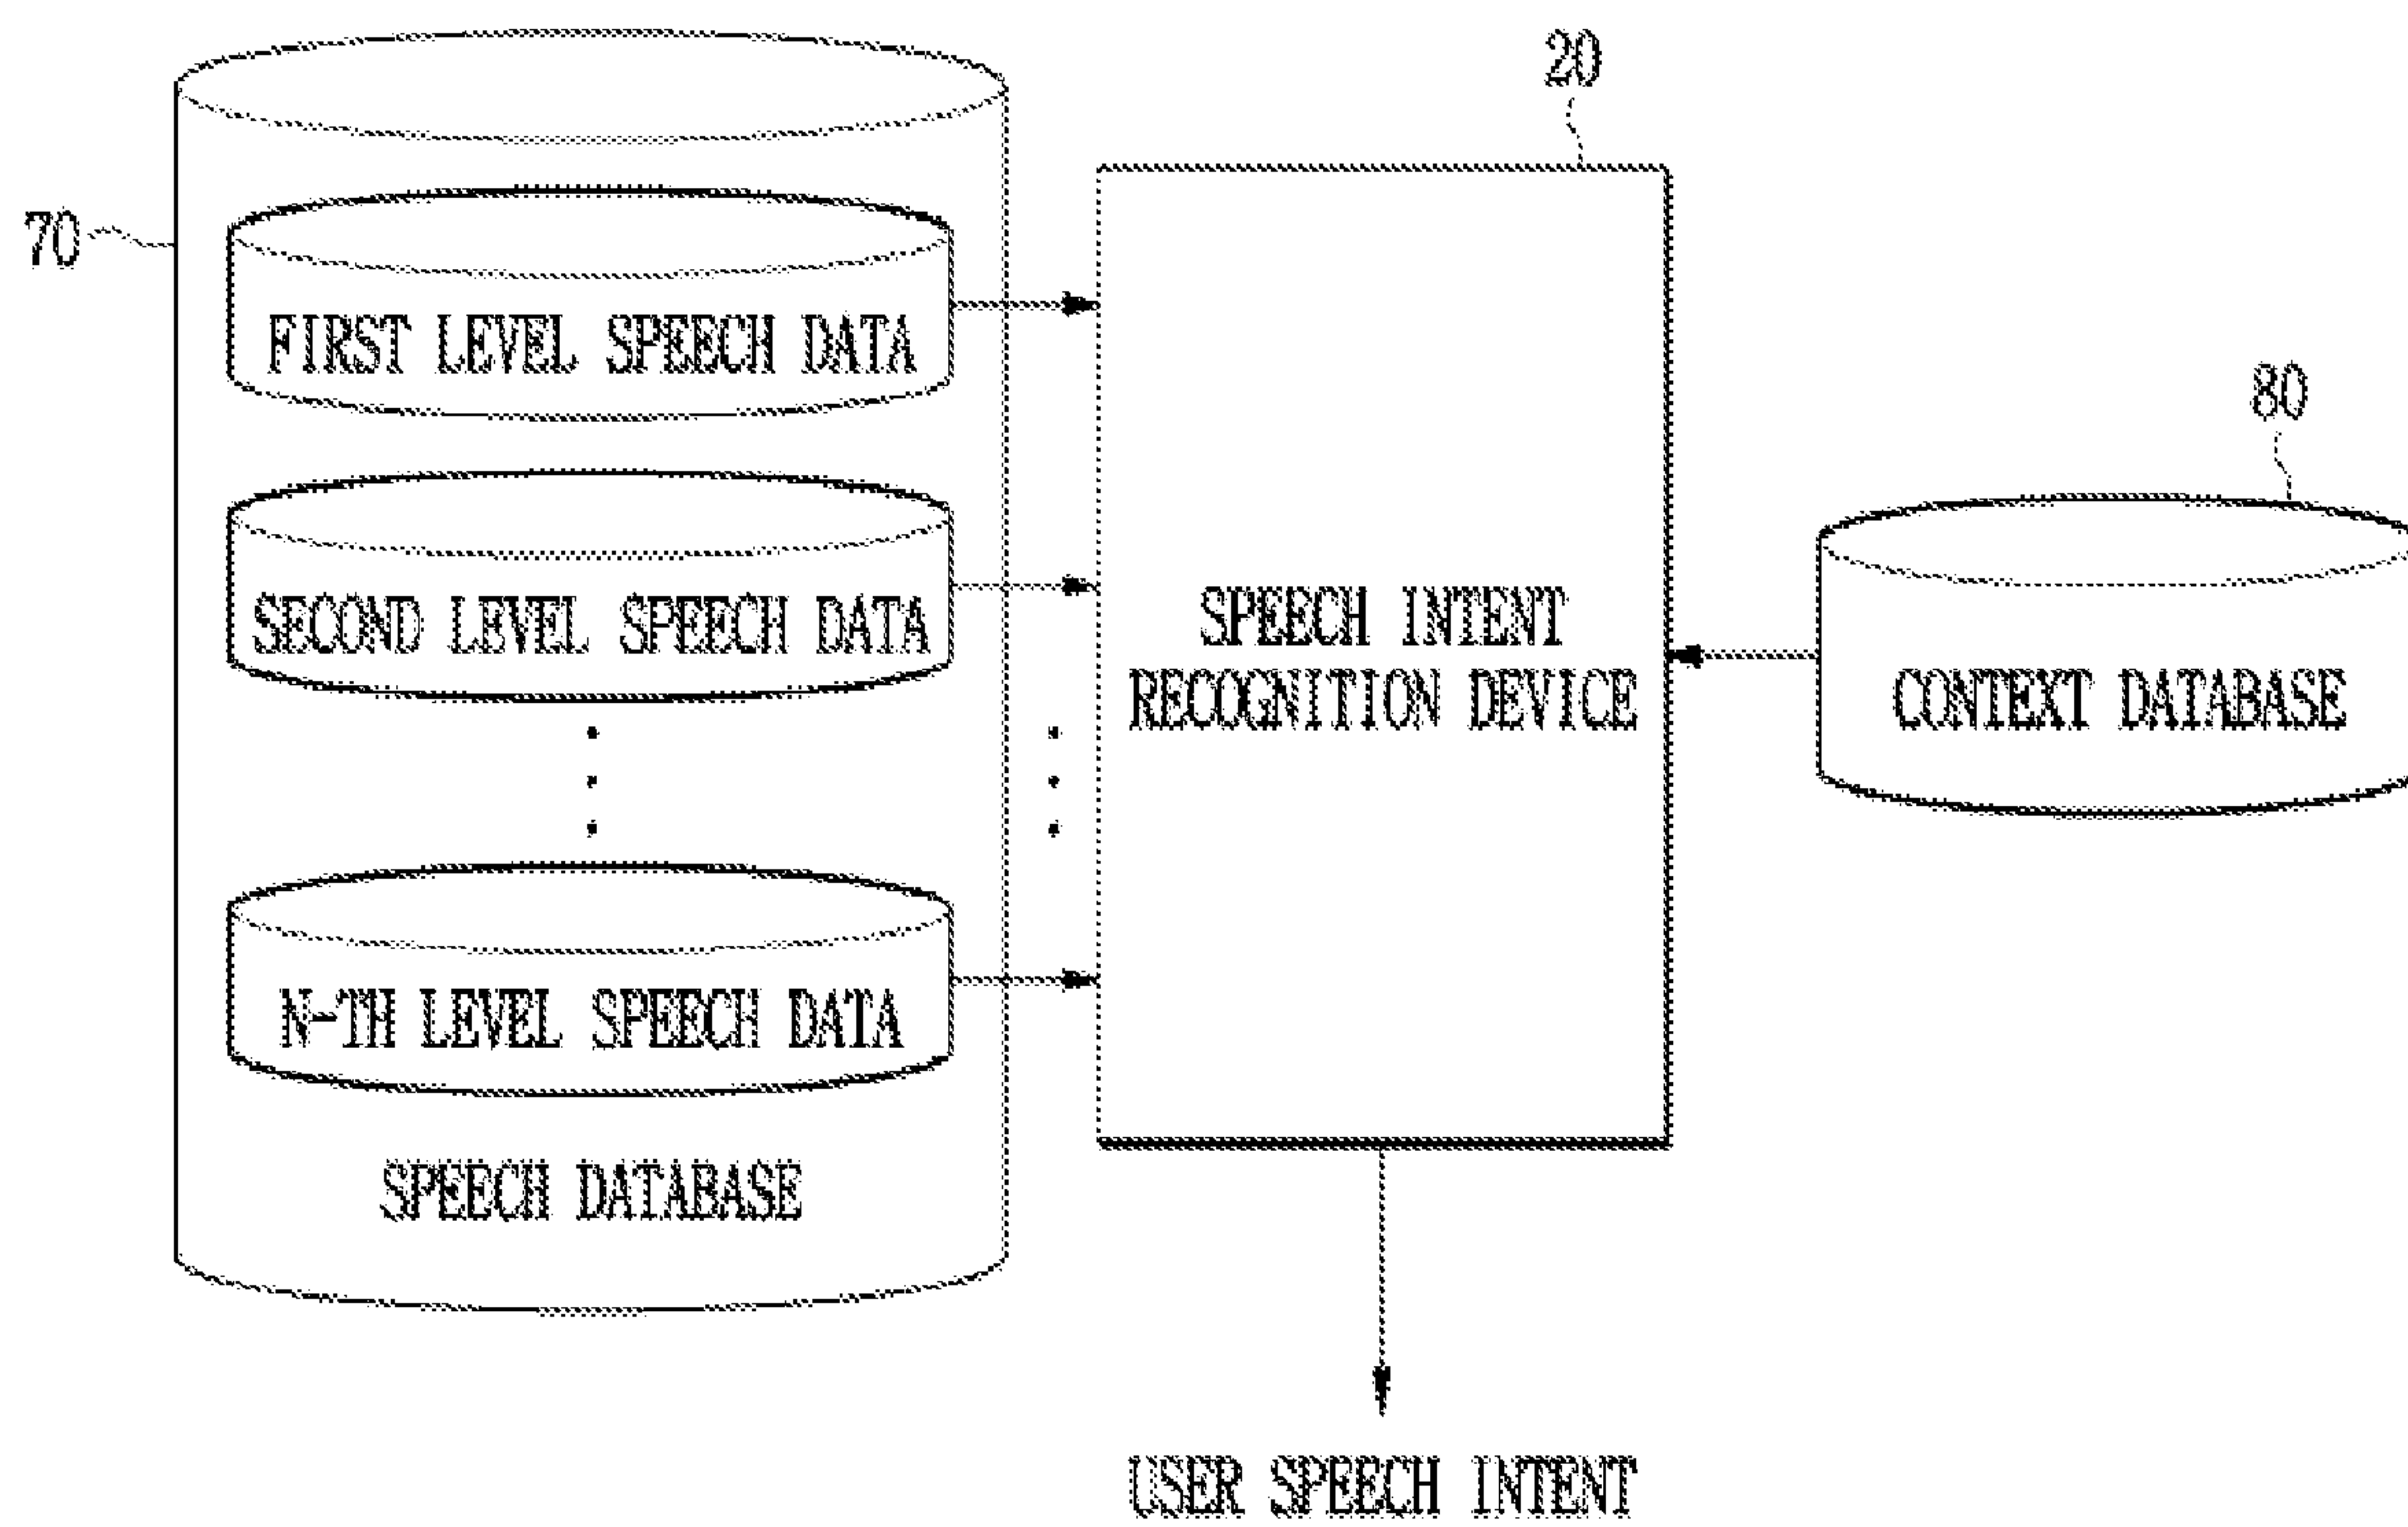 20
70
FIRST LEVEL SPEECH DATA
80
SECOND LEVEL SPEECH DATA
SPEECH INTENT
RECOGNITION DEVICE
CONTEXT DATABASE
N-TH LEVEL SPEECH DATA
SPEECH DATABASE
USER SPEECH INTENT